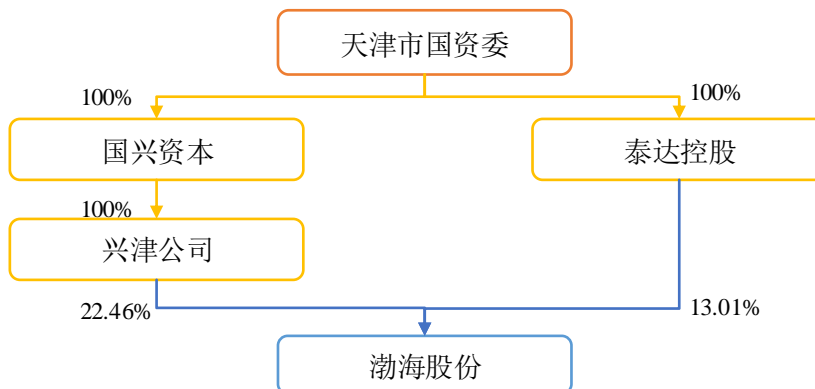 天津市国资委
100%
100%
国兴资本
泰达控股
100%
兴津公司
22.46%
13.01%
渤海股份